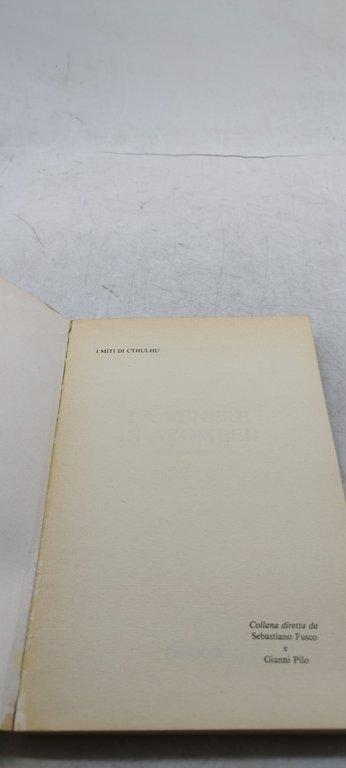 I MITI DI CTHULHU
LA VENERE
DI AZOMBEII
Collana diretta da
Sebastiano Fusco
e
Gianni Pilo